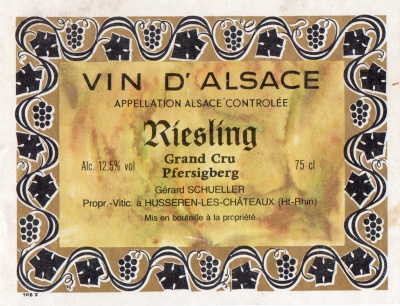 VIN D'ALSACE
APPELLATION ALSACE CONTROLÉE
Riesling
Grand Cru
Alc. 12.5% vol
75 cl
Pfersigberg
Gérard SCHUELLER
Propr.-Vitic. à HUSSEREN-LES-CHÂTEAUX (Ht-Rhin)
Mis en bouteille à la propriété